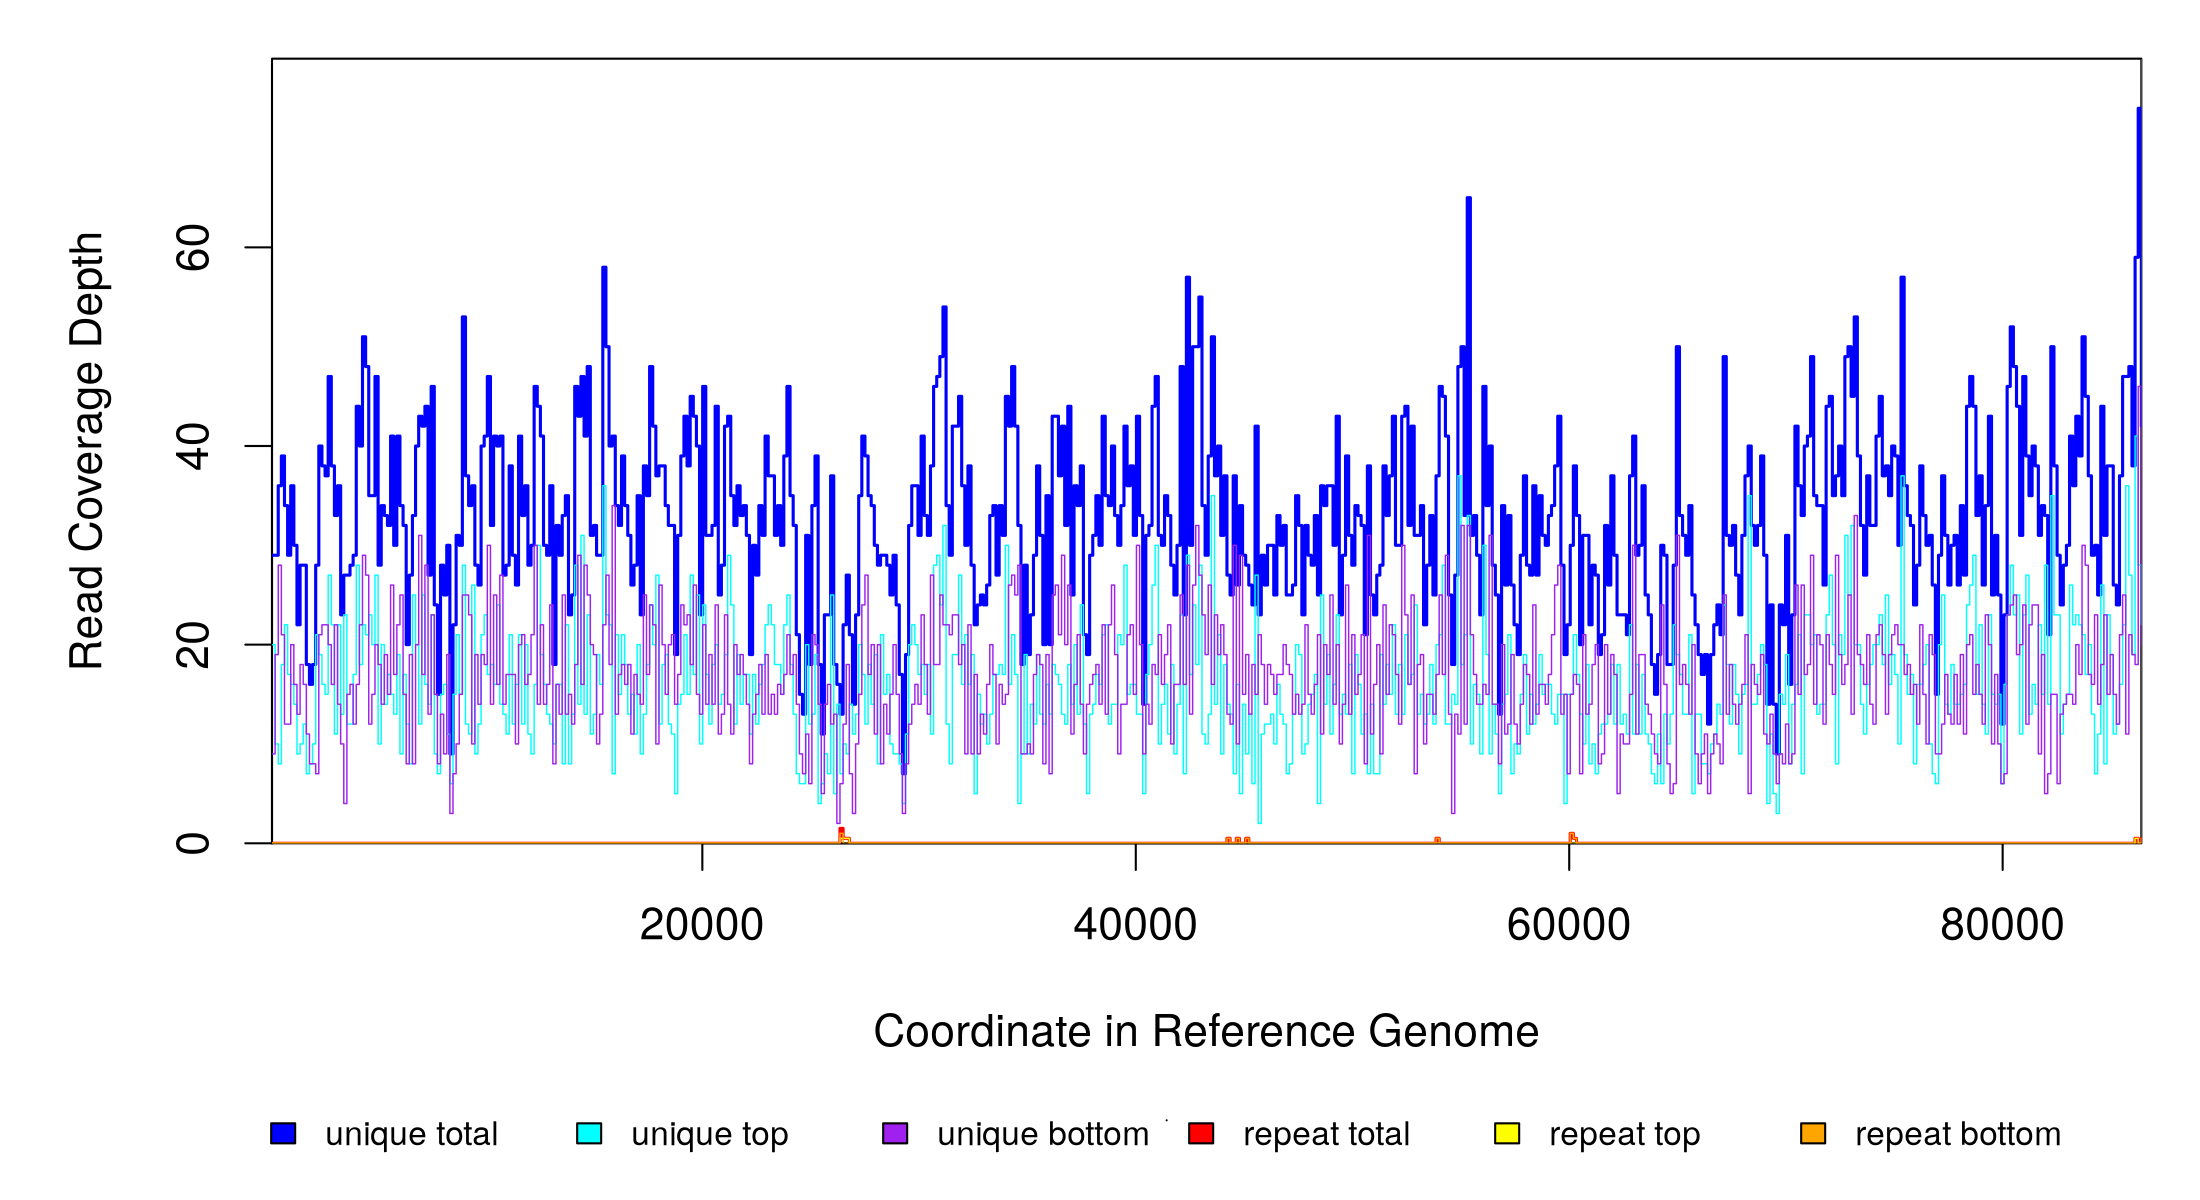 Read Coverage Depth
60
40
20
0
20000 40000 60000 80000
Coordinate in Reference Genome
unique total unique top unique bottom repeat total repeat top repeat bottom